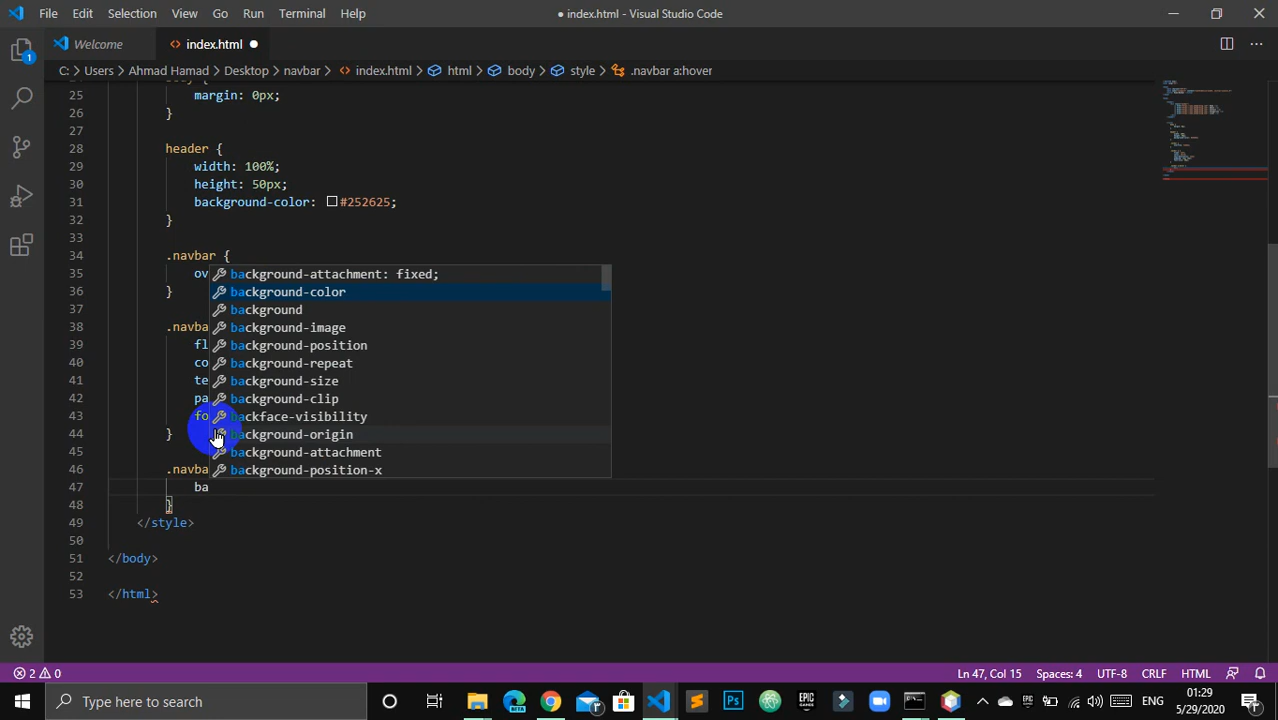 File Edit Selection View Go Run Terminal Help
● index.html - Visual Studio Code
Welcome
<> index.html ●
C: > Users > Ahmad Hamad > Desktop > navbar > <> index.html > html > body > style > .navbar a:hover
25 margin: 0px;
26 }
27
28 header {
29 width: 100%;
30 height: 50px;
31 background-color: #252625;
32 }
33
34 .navbar {
35 ov
background-attachment: fixed;
36 }
background-color
37
background
38 .navba
background-image
39 fl
background-position
40 co
background-repeat
41 te
background-size
42 pa
background-clip
43 fo
backface-visibility
44 }
background-origin
45
background-attachment
46 .navba
background-position-x
47 ba
48 }
49 </style>
50
51 </body>
52
53 </html>
2 0
Ln 47, Col 15 Spaces: 4 UTF-8 CRLF HTML
Type here to search
BETA
Ps
EPIC GAMES
ENG
01:29
5/29/2020